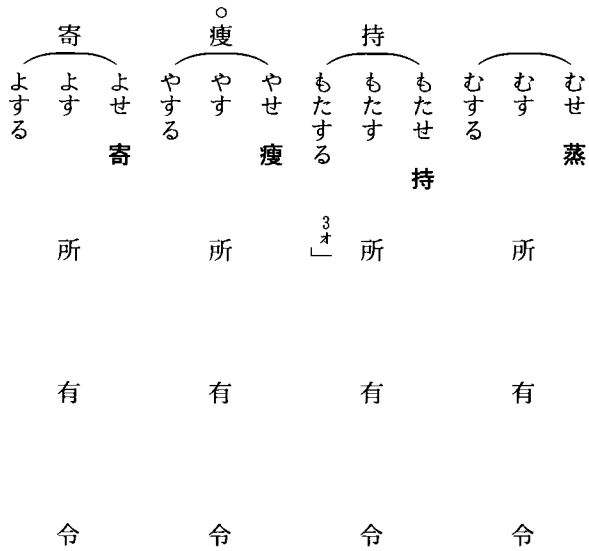 むせ 蒸
むす
むする
所
有
令
持
もたせ 持
もたす
もたする
3オ」
所
有
令
○
痩
やせ 痩
やす
やする
所
有
令
寄
よせ 寄
よす
よする
所
有
令